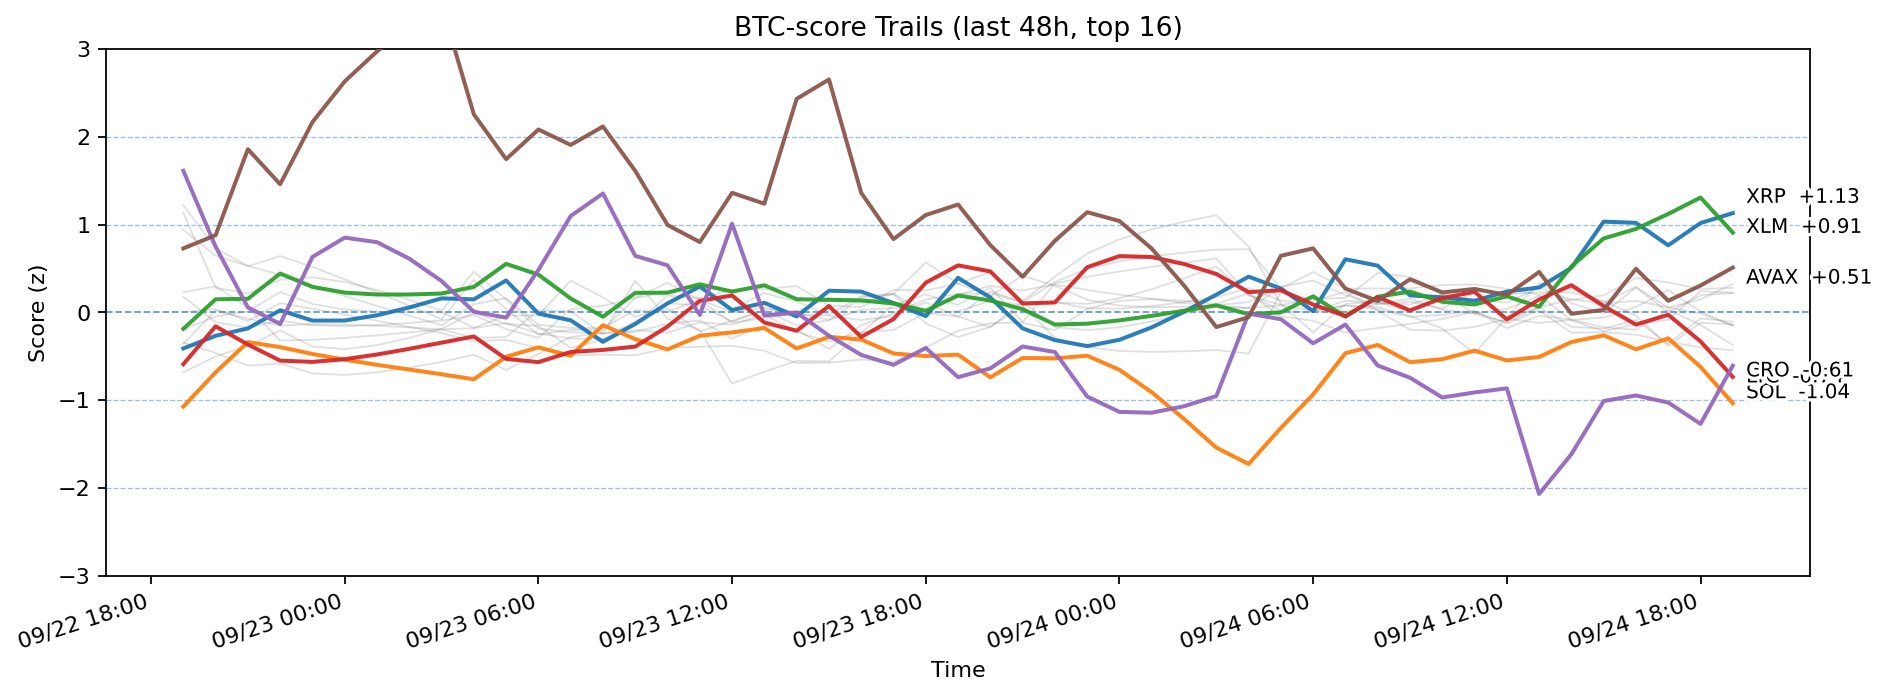 BTC-score Trails (last 48h, top 16)
Score (z)
3
2
1
0
−1
−2
−3
XRP +1.13
XLM +0.91
AVAX +0.51
CRO -0.61
SOL -1.04
09/22 18:00
09/23 00:00
09/23 06:00
09/23 12:00
09/23 18:00
09/24 00:00
09/24 06:00
09/24 12:00
09/24 18:00
Time